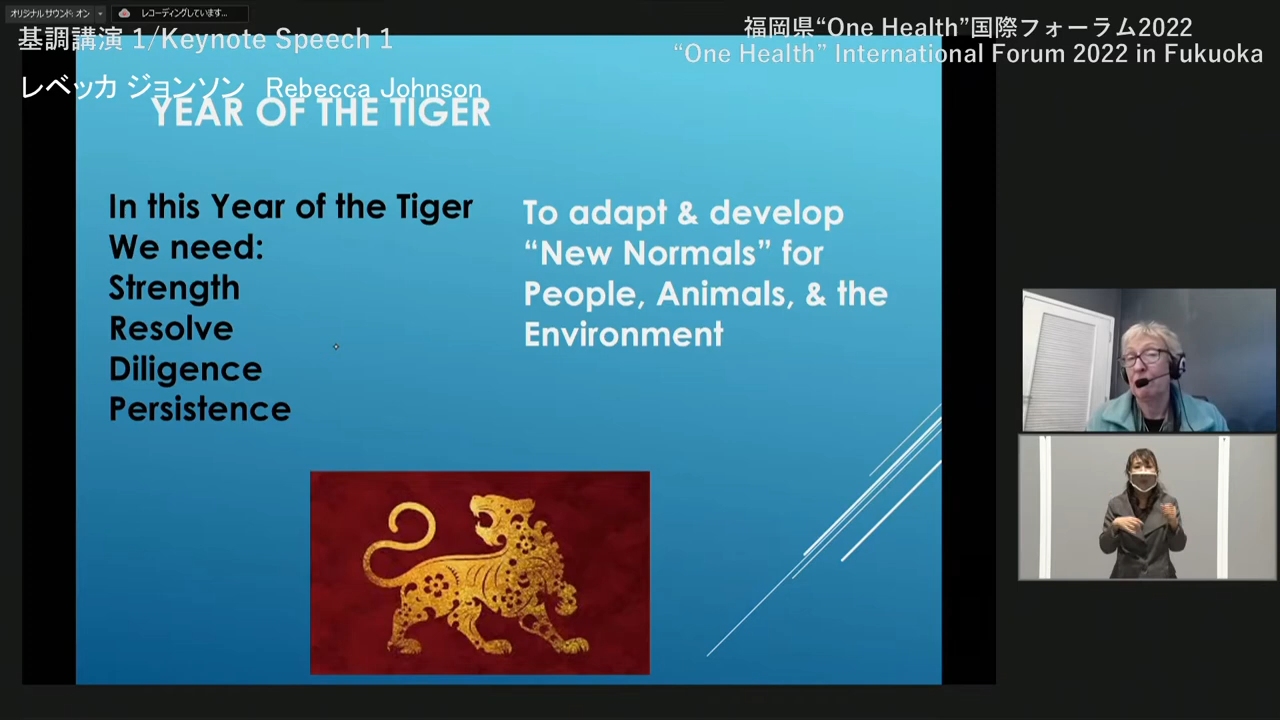 オリジナルサウンド: オン
レコーディングしています...
基調講演 1/Keynote Speech 1
福岡県“One Health”国際フォーラム2022
“One Health” International Forum 2022 in Fukuoka
レベッカ ジョンソン Rebecca Johnson
YEAR OF THE TIGER
In this Year of the Tiger
We need:
Strength
Resolve
Diligence
Persistence
To adapt & develop
“New Normals” for
People, Animals, & the
Environment